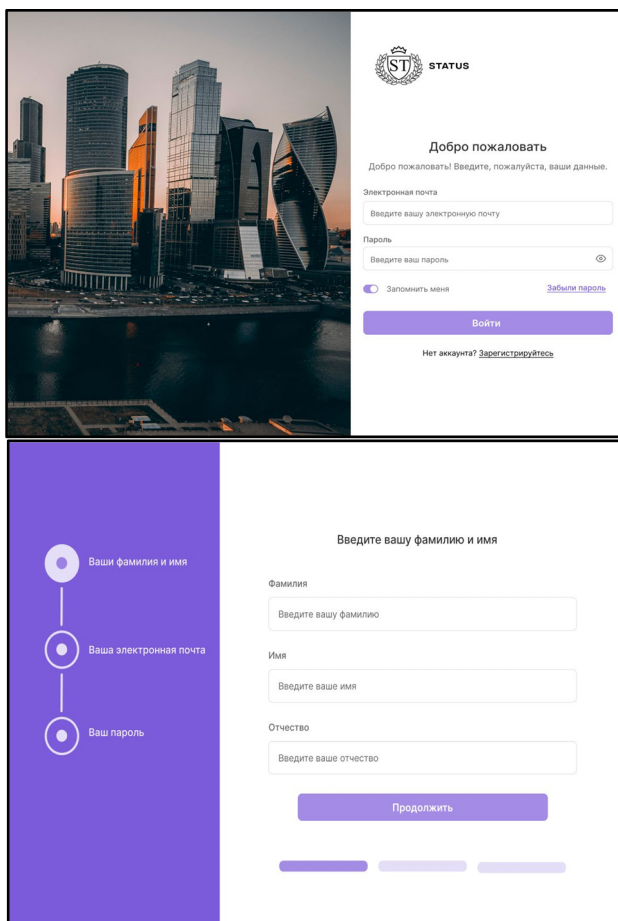 ST STATUS
Добро пожаловать
Добро пожаловать! Введите, пожалуйста, ваши данные.
Электронная почта
Введите вашу электронную почту
Пароль
Введите ваш пароль
Запомнить меня Забыли пароль
Войти
Нет аккаунта? Зарегистрируйтесь
Ваши фамилия и имя
Ваша электронная почта
Ваш пароль
Введите вашу фамилию и имя
Фамилия
Введите вашу фамилию
Имя
Введите ваше имя
Отчество
Введите ваше отчество
Продолжить